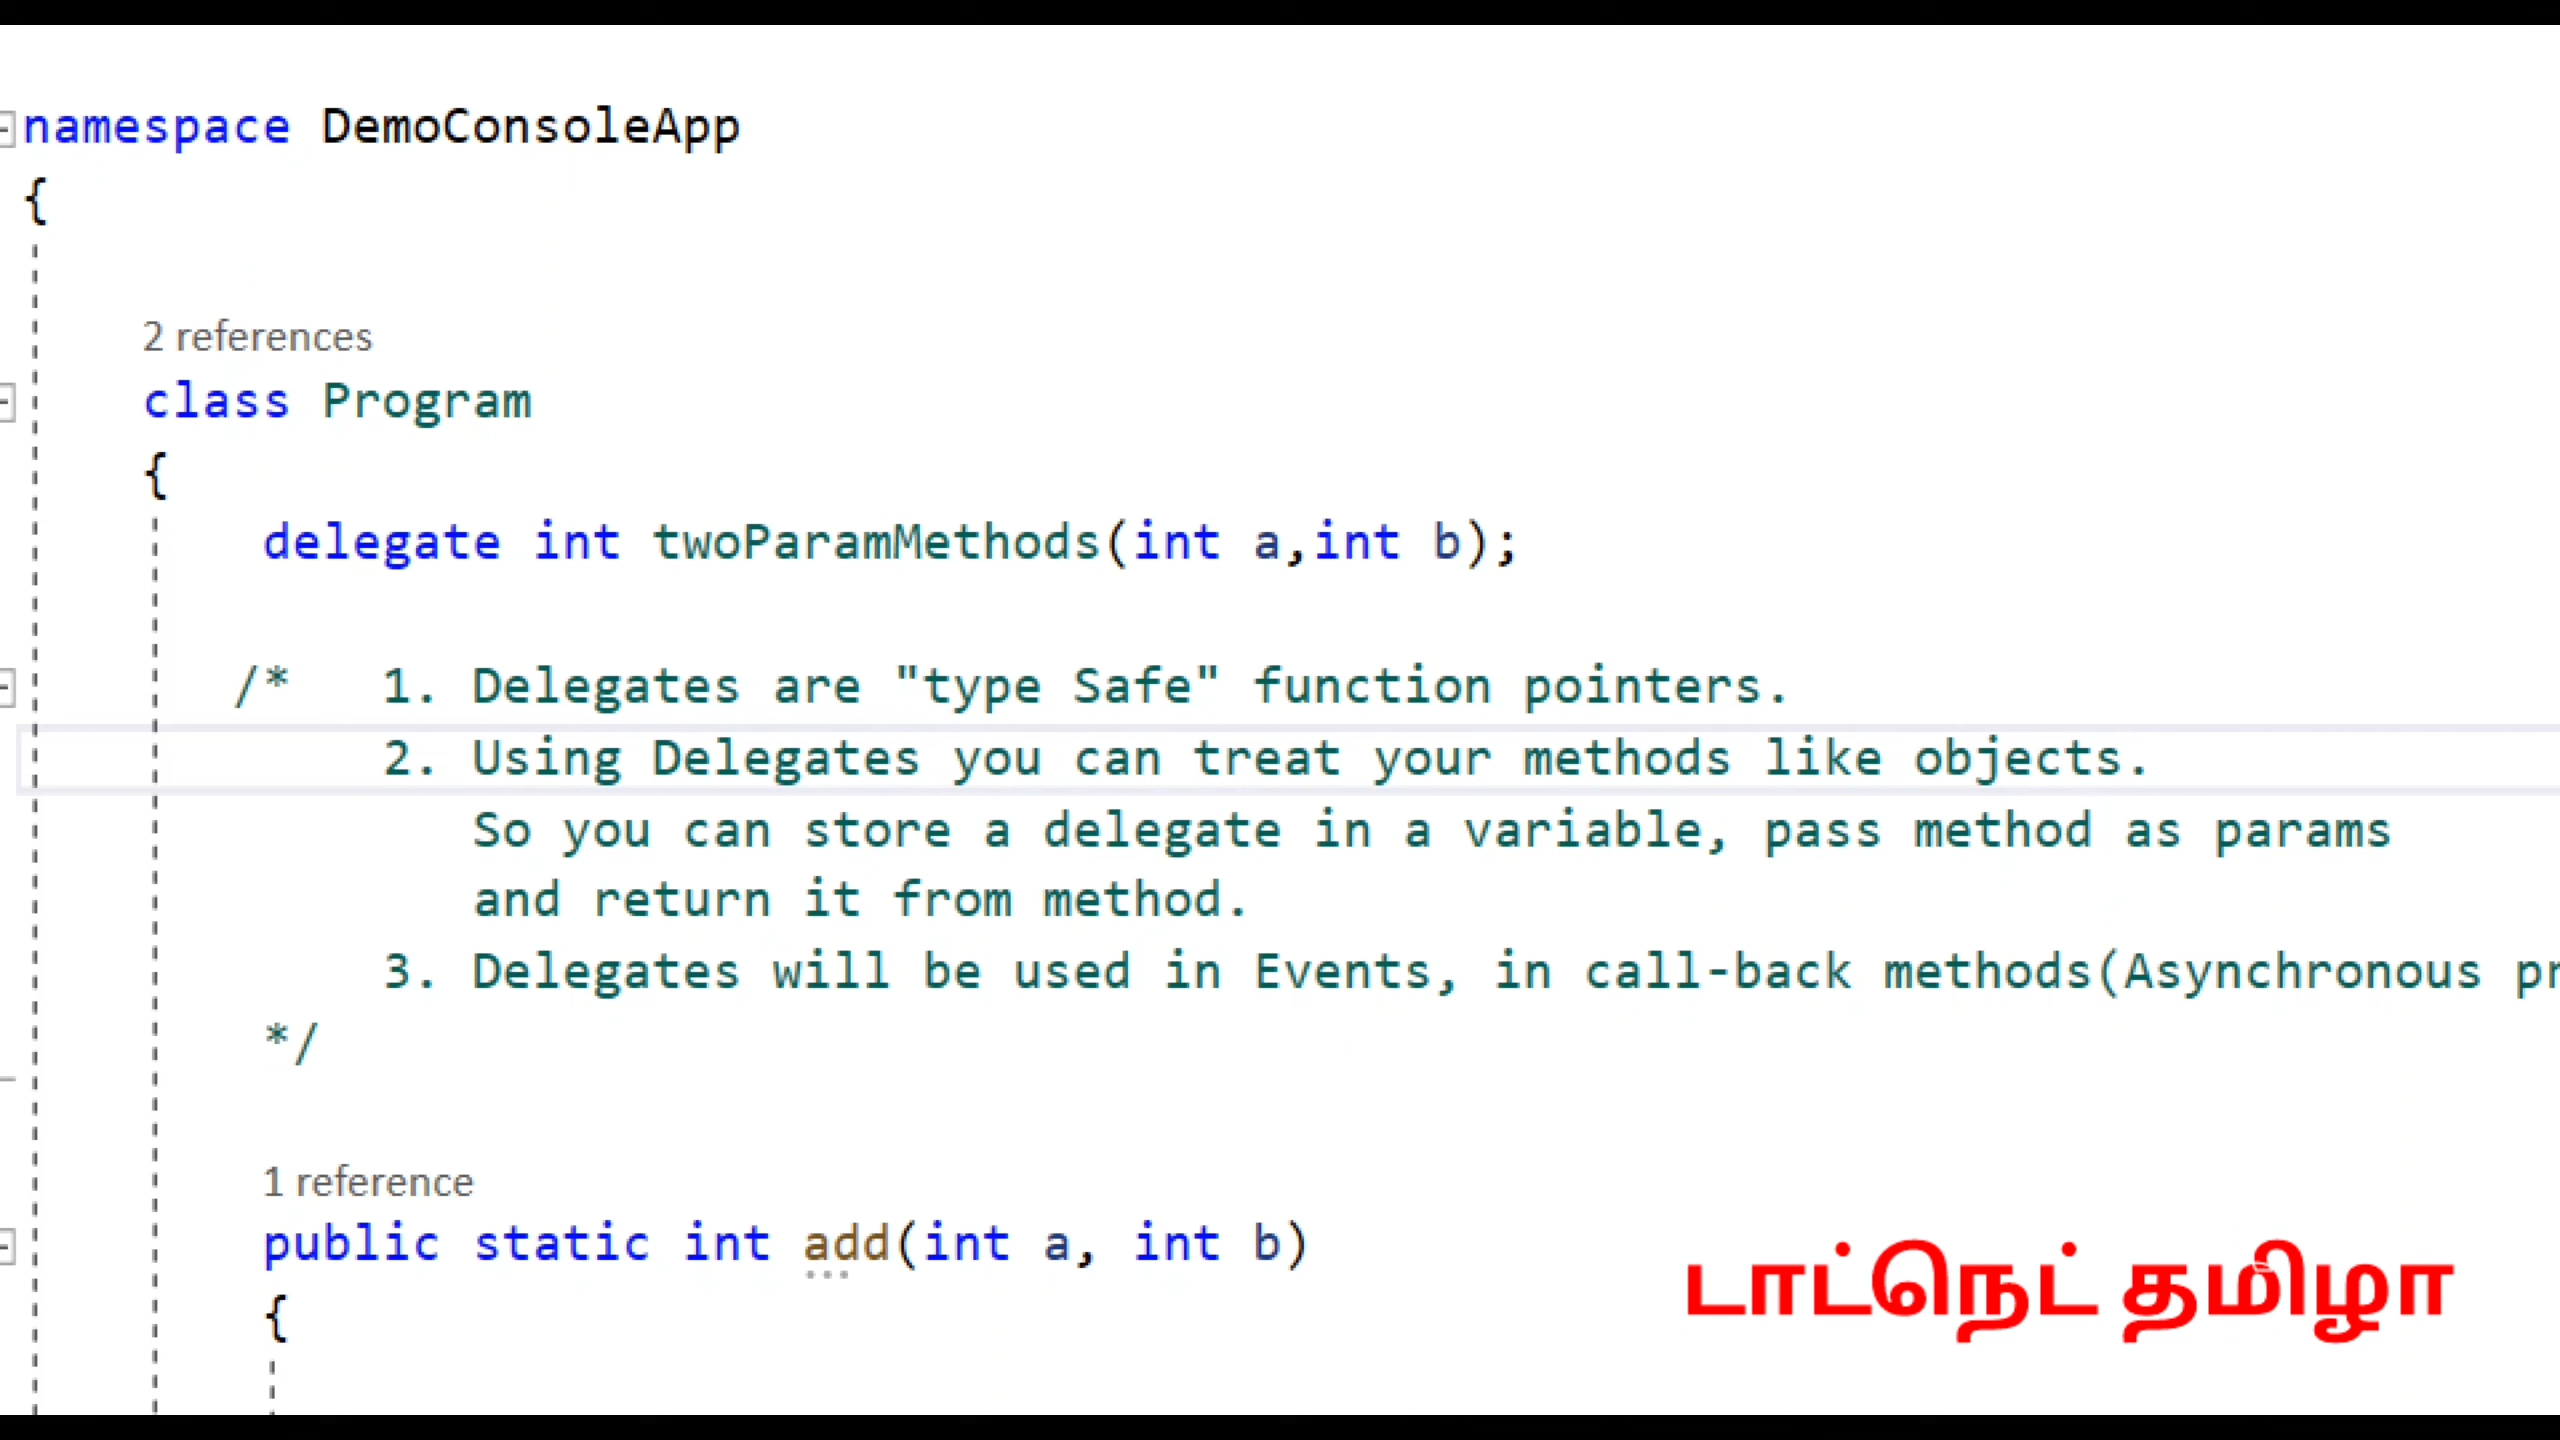 namespace DemoConsoleApp
{
2 references
class Program
{
delegate int twoParamMethods(int a,int b);
/* 1. Delegates are "type Safe" function pointers.
2. Using Delegates you can treat your methods like objects.
So you can store a delegate in a variable, pass method as params
and return it from method.
3. Delegates will be used in Events, in call-back methods(Asynchronous
*/
1 reference
public static int add(int a, int b)
{
டாட்நெட் தமிழா